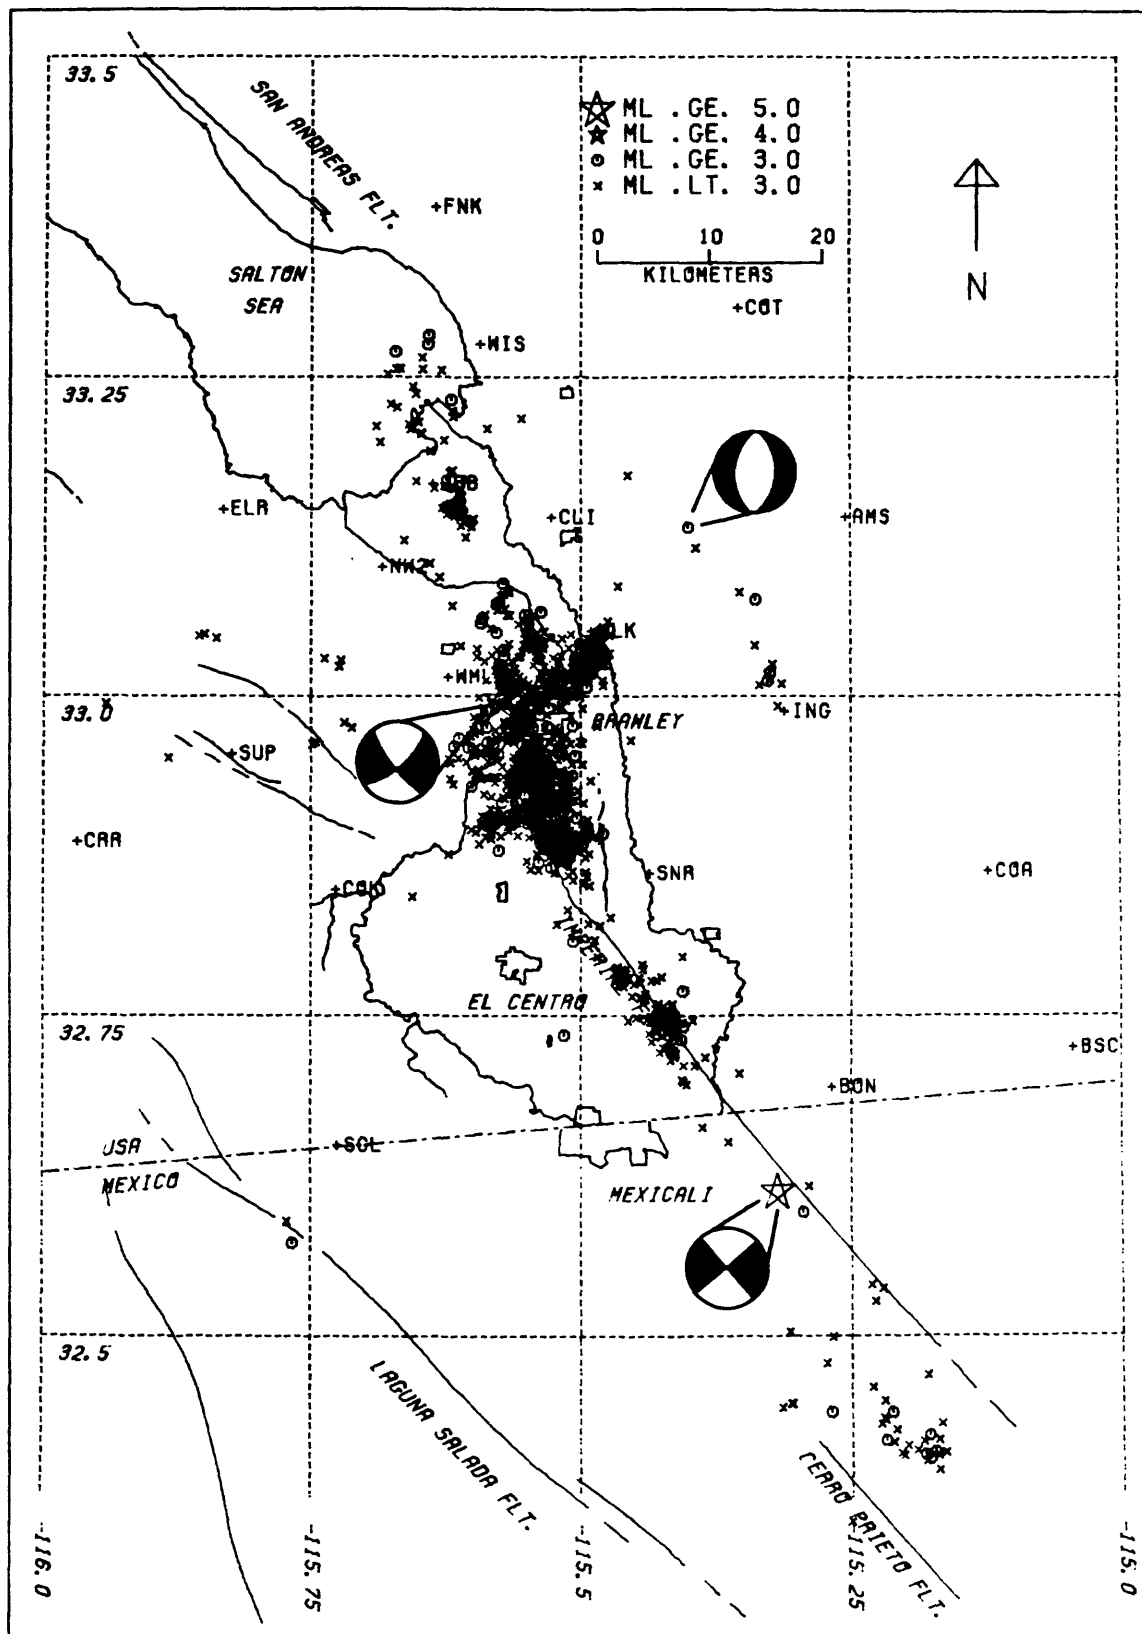 33.5
SAN ANDREAS FLT.
ML .GE. 5.0
ML .GE. 4.0
ML .GE. 3.0
ML .LT. 3.0
+FNK
0 10 20
KILOMETERS
N
SALTON
SEA
+COT
+WIS
33.25
+ELR
+CLI
+AMS
+NW2
+WML
33.0
BRAWLEY
+ING
+SUP
+CRR
+SNR
+COA
EL CENTRO
32.75
+BSC
+BON
USA
+SGL
MEXICO
MEXICALI
32.5
LAGUNA SALADA FLT.
CERRO PRIETO FLT.
-116.0
-115.75
-115.5
-115.25
-115.0